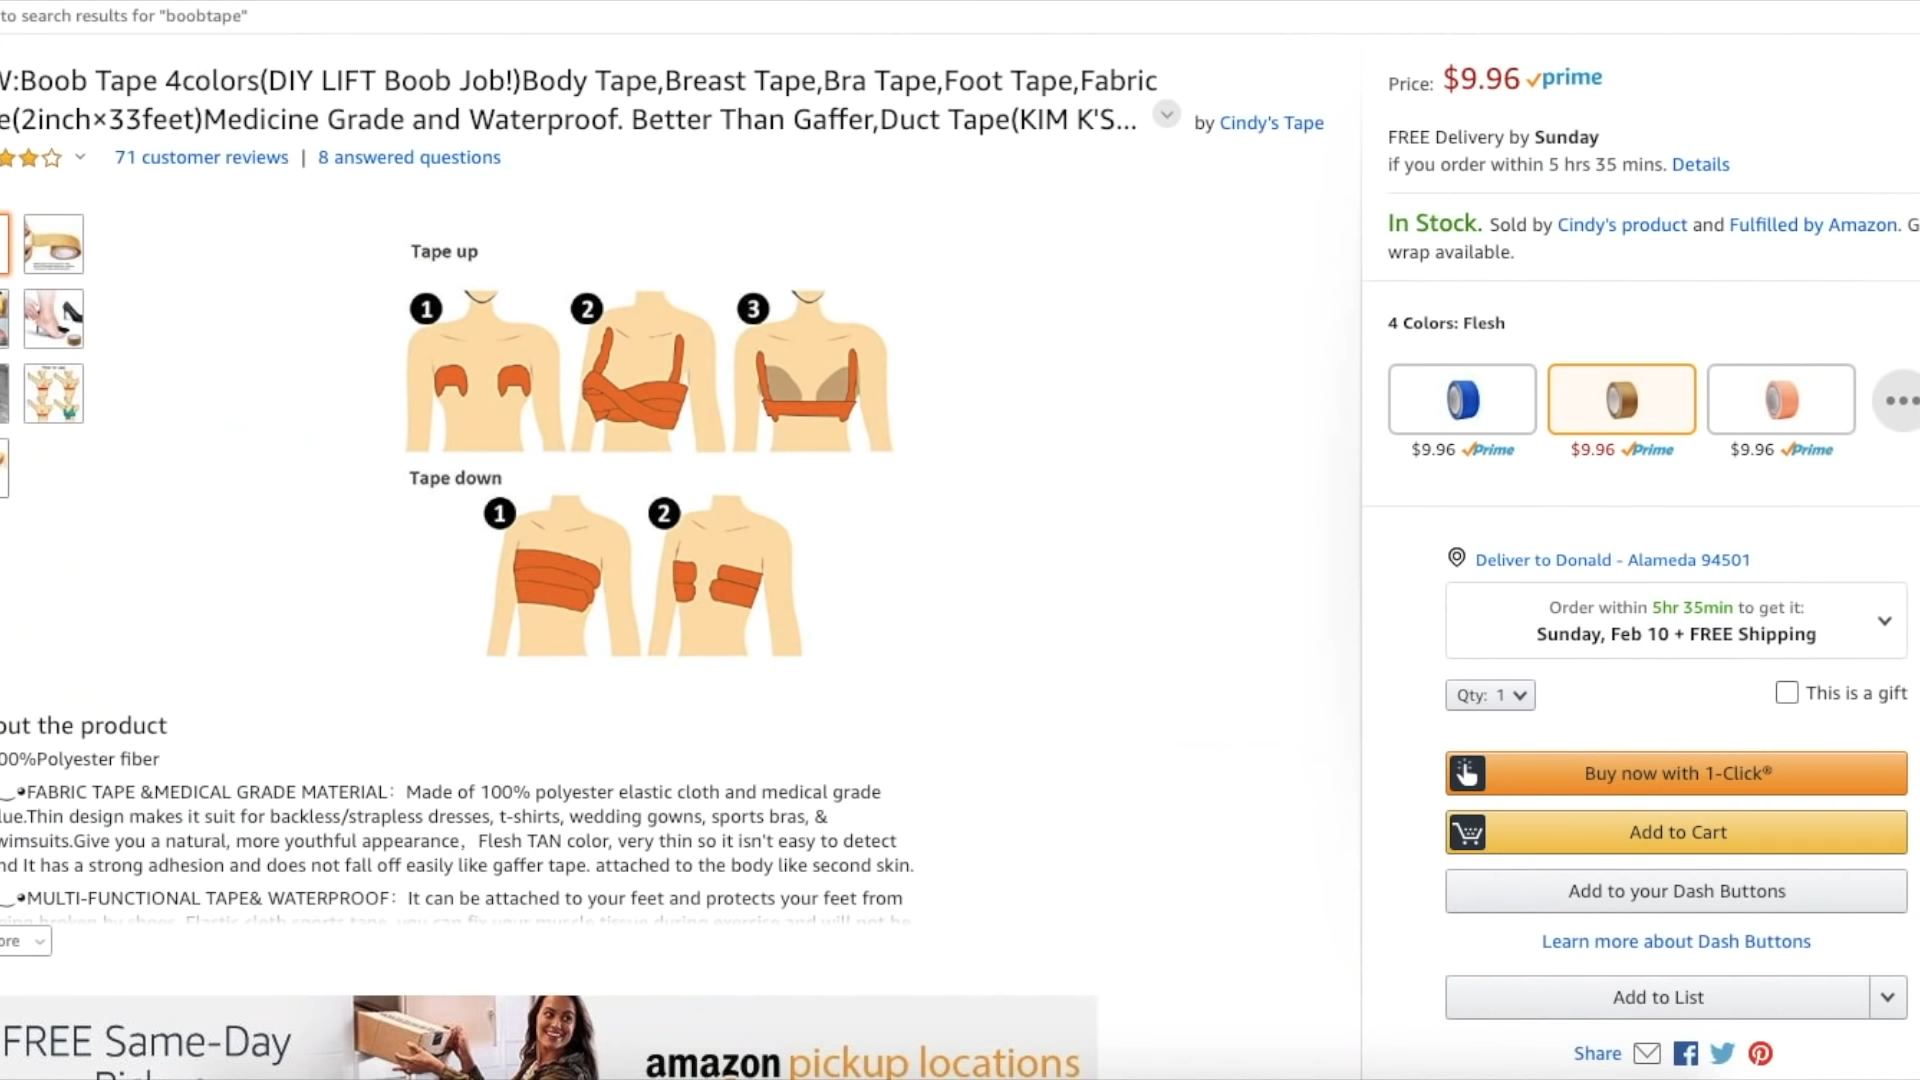 to search results for "boobtape"
:Boob Tape 4colors(DIY LIFT Boob Job!)Body Tape,Breast Tape,Bra Tape,Foot Tape,Fabric
(2inch×33feet)Medicine Grade and Waterproof. Better Than Gaffer,Duct Tape(KIM K'S...
by Cindy's Tape
71 customer reviews | 8 answered questions
Tape up
1 2 3
Tape down
1 2
the product
Polyester fiber
FABRIC TAPE &MEDICAL GRADE MATERIAL: Made of 100% polyester elastic cloth and medical grade
.Thin design makes it suit for backless/strapless dresses, t-shirts, wedding gowns, sports bras, &
.Give you a natural, more youthful appearance, Flesh TAN color, very thin so it isn't easy to detect
It has a strong adhesion and does not fall off easily like gaffer tape. attached to the body like second skin.
MULTI-FUNCTIONAL TAPE& WATERPROOF: It can be attached to your feet and protects your feet from
FREE Same-Day
amazon pickup locations
Price: $9.96 prime
FREE Delivery by Sunday
if you order within 5 hrs 35 mins. Details
In Stock. Sold by Cindy's product and Fulfilled by Amazon.
wrap available.
4 Colors: Flesh
$9.96 Prime $9.96 Prime $9.96 Prime
Deliver to Donald - Alameda 94501
Order within 5hr 35min to get it:
Sunday, Feb 10 + FREE Shipping
Qty: 1
This is a gift
Buy now with 1-Click®
Add to Cart
Add to your Dash Buttons
Learn more about Dash Buttons
Add to List
Share